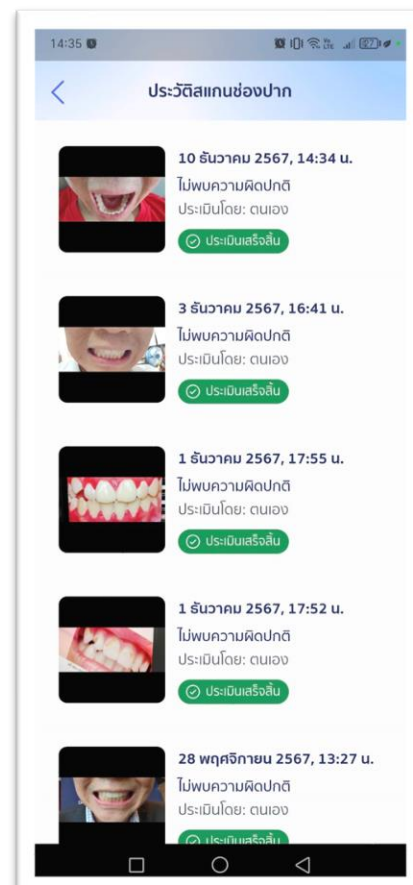 14:35
87
ประวัติสแกนช่องปาก
10 ธันวาคม 2567, 14:34 น.
ไม่พบความผิดปกติ
ประเมินโดย: ตนเอง
ประเมินเสร็จสิ้น
3 ธันวาคม 2567, 16:41 น.
ไม่พบความผิดปกติ
ประเมินโดย: ตนเอง
ประเมินเสร็จสิ้น
1 ธันวาคม 2567, 17:55 น.
ไม่พบความผิดปกติ
ประเมินโดย: ตนเอง
ประเมินเสร็จสิ้น
1 ธันวาคม 2567, 17:52 น.
ไม่พบความผิดปกติ
ประเมินโดย: ตนเอง
ประเมินเสร็จสิ้น
28 พฤศจิกายน 2567, 13:27 น.
ไม่พบความผิดปกติ
ประเมินโดย: ตนเอง
ประเมินเสร็จสิ้น